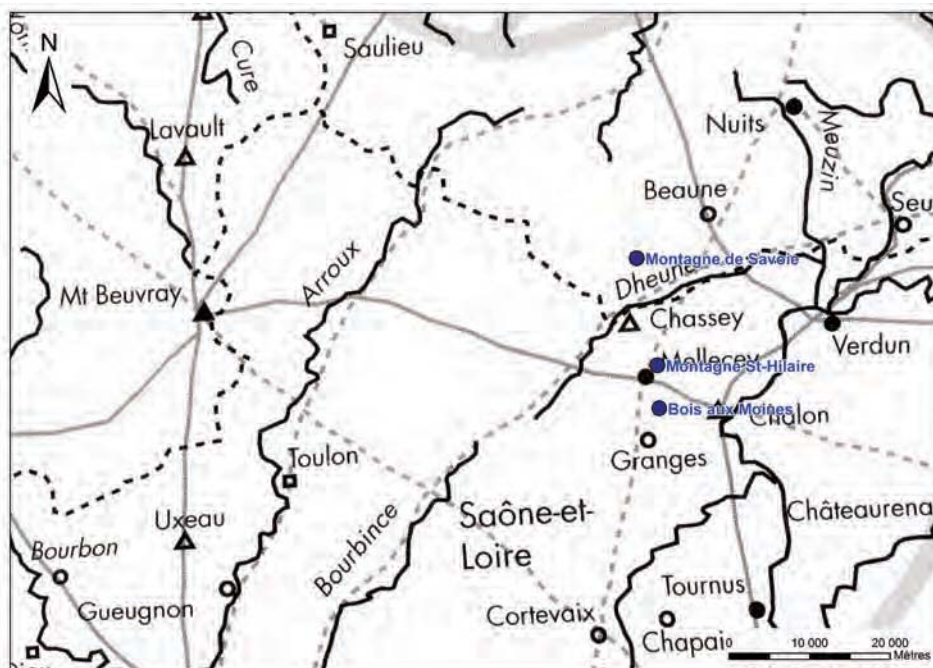 N
Saulieu
Cure
Lavault
Nuits
Meuzin
Beaune
Seu
Montagne de Savoie
Arroux
Dheune
Mt Beuvray
Chassey
Verdun
Mellecey
Montagne St-Hilaire
Bois aux Moines
Chalon
Toulon
Granges
Saône-et-
Loire
Châteaurena
Uxeau
Bourbince
Bourbon
Gueugnon
Tournus
Cortevaix
Chapai
0 10 000 20 000
Mètres